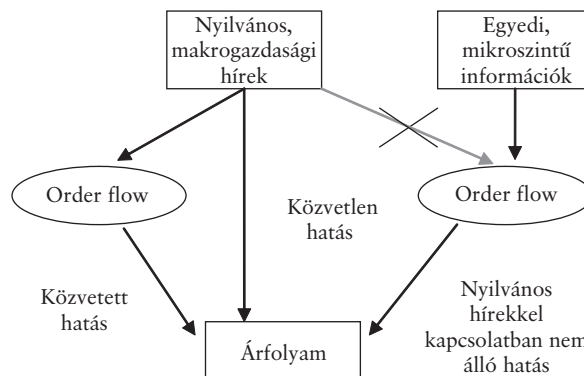 Nyilvános,
makrogazdasági
hírek
Egyedi,
mikroszintű
információk
Order flow
Order flow
Közvetlen
hatás
Közvetett
hatás
Nyilvános
hírekkel
kapcsolatban nem
álló hatás
Árfolyam